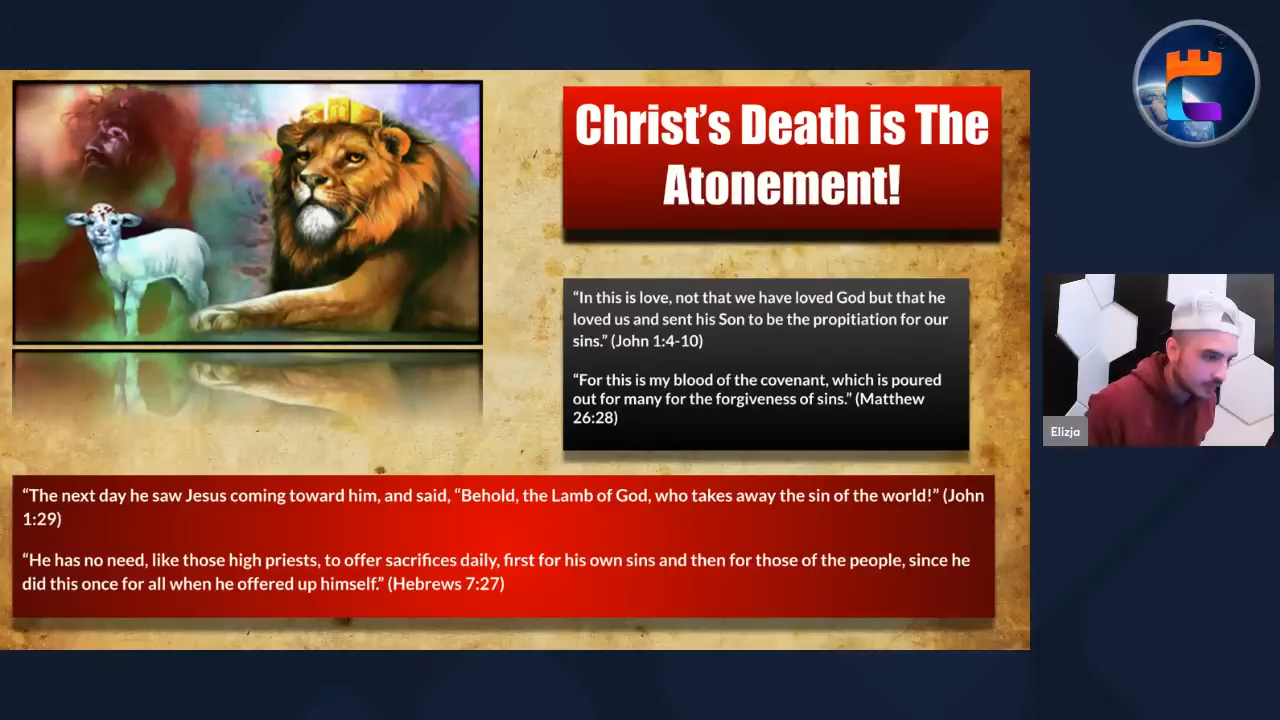 Christ’s Death is The
Atonement!
“In this is love, not that we have loved God but that he
loved us and sent his Son to be the propitiation for our
sins.” (John 1:4-10)
“For this is my blood of the covenant, which is poured
out for many for the forgiveness of sins.” (Matthew
26:28)
Elizja
“The next day he saw Jesus coming toward him, and said, “Behold, the Lamb of God, who takes away the sin of the world!” (John
1:29)
“He has no need, like those high priests, to offer sacrifices daily, first for his own sins and then for those of the people, since he
did this once for all when he offered up himself.” (Hebrews 7:27)